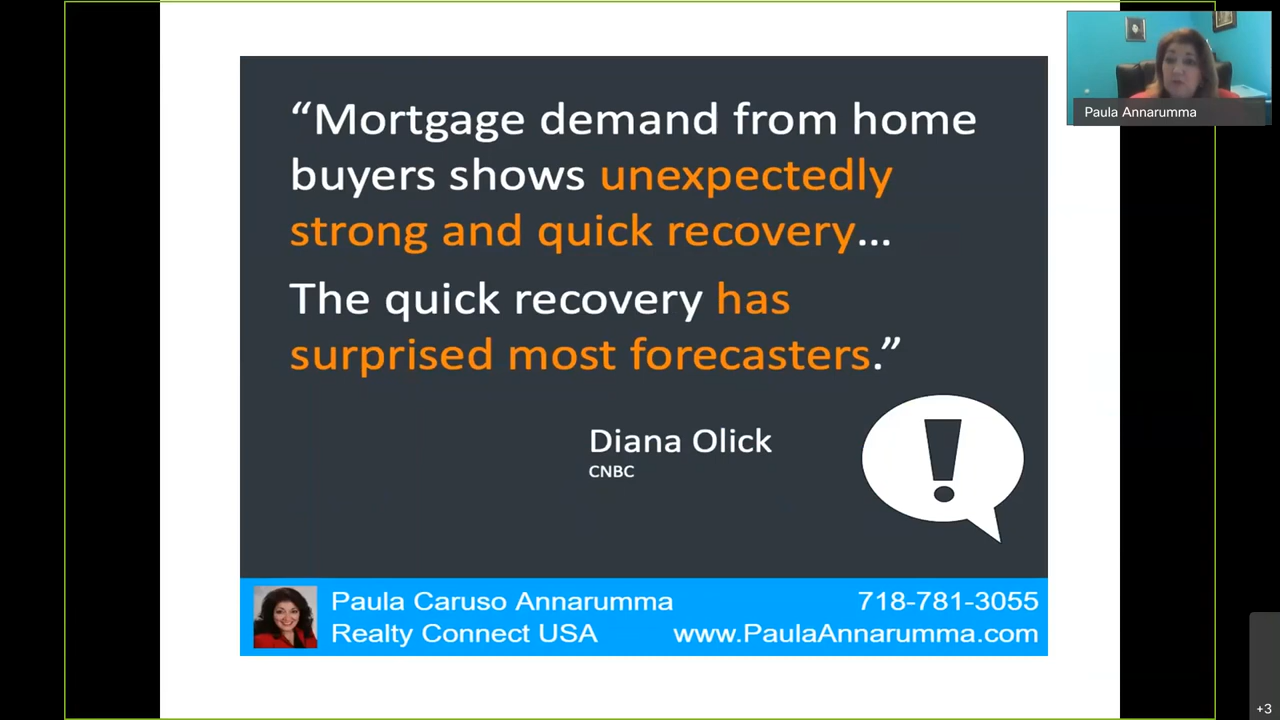 Paula Annarumma
“Mortgage demand from home
buyers shows unexpectedly
strong and quick recovery...
The quick recovery has
surprised most forecasters.”
Diana Olick
CNBC
!
Paula Caruso Annarumma 718-781-3055
Realty Connect USA www.PaulaAnnarumma.com
+3